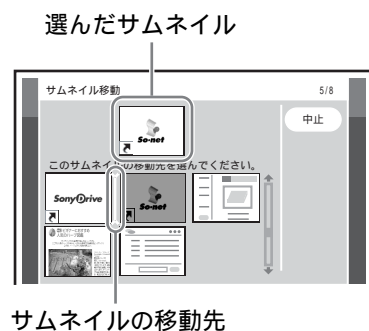 選んだサムネイル
サムネイル移動
5/8
中止
So-net
このサムネイルの移動先を選んでください。
SonyDrive
So-net
サムネイルの移動先